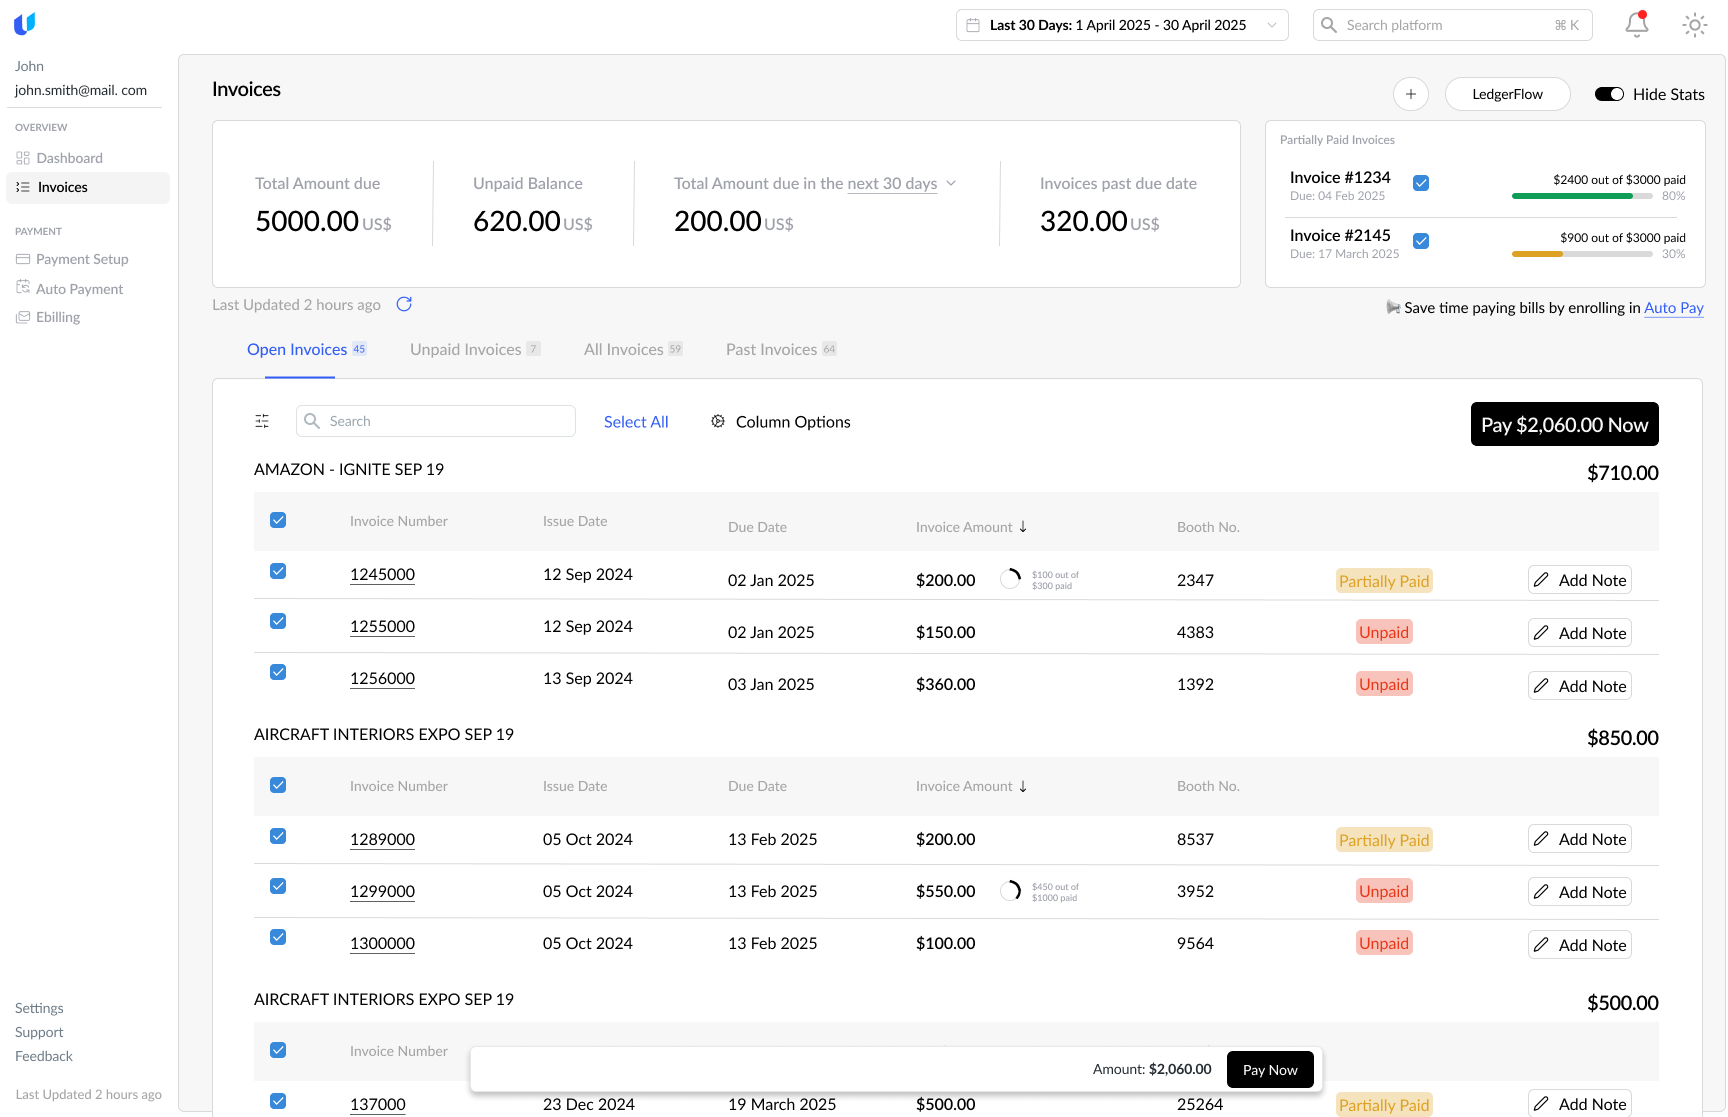 Last 30 Days: 1 April 2025 - 30 April 2025
Search platform
⌘ K
John
john.smith@mail. com
OVERVIEW
Dashboard
Invoices
PAYMENT
Payment Setup
Auto Payment
Ebilling
Settings
Support
Feedback
Last Updated 2 hours ago
Invoices
+
LedgerFlow
Hide Stats
Total Amount due
5000.00 US$
Unpaid Balance
620.00 US$
Total Amount due in the next 30 days
200.00 US$
Invoices past due date
320.00 US$
Partially Paid Invoices
Invoice #1234
Due: 04 Feb 2025
$2400 out of $3000 paid
80%
Invoice #2145
Due: 17 March 2025
$900 out of $3000 paid
30%
Last Updated 2 hours ago
Save time paying bills by enrolling in Auto Pay
Open Invoices 45
Unpaid Invoices 7
All Invoices 59
Past Invoices 64
Search
Select All
Column Options
Pay $2,060.00 Now
AMAZON - IGNITE SEP 19
$710.00
Invoice Number Issue Date Due Date Invoice Amount ↓ Booth No.
1245000 12 Sep 2024 02 Jan 2025 $200.00 $100 out of
$300 paid
2347 Partially Paid Add Note
1255000 12 Sep 2024 02 Jan 2025 $150.00 4383 Unpaid Add Note
1256000 13 Sep 2024 03 Jan 2025 $360.00 1392 Unpaid Add Note
AIRCRAFT INTERIORS EXPO SEP 19
$850.00
Invoice Number Issue Date Due Date Invoice Amount ↓ Booth No.
1289000 05 Oct 2024 13 Feb 2025 $200.00 8537 Partially Paid Add Note
1299000 05 Oct 2024 13 Feb 2025 $550.00 $450 out of
$1000 paid
3952 Unpaid Add Note
1300000 05 Oct 2024 13 Feb 2025 $100.00 9564 Unpaid Add Note
AIRCRAFT INTERIORS EXPO SEP 19
$500.00
Invoice Number
Amount: $2,060.00
Pay Now
137000 23 Dec 2024 19 March 2025 $500.00 25264 Partially Paid Add Note